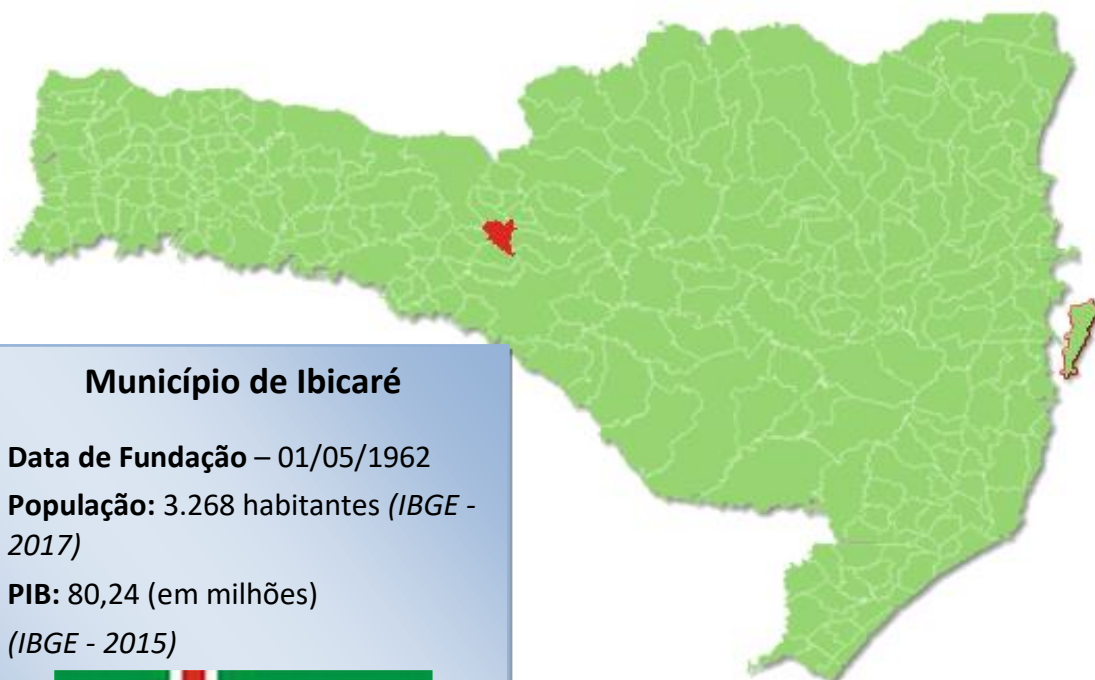 Município de Ibicaré
Data de Fundação – 01/05/1962
População: 3.268 habitantes (IBGE -
2017)
PIB: 80,24 (em milhões)
(IBGE - 2015)